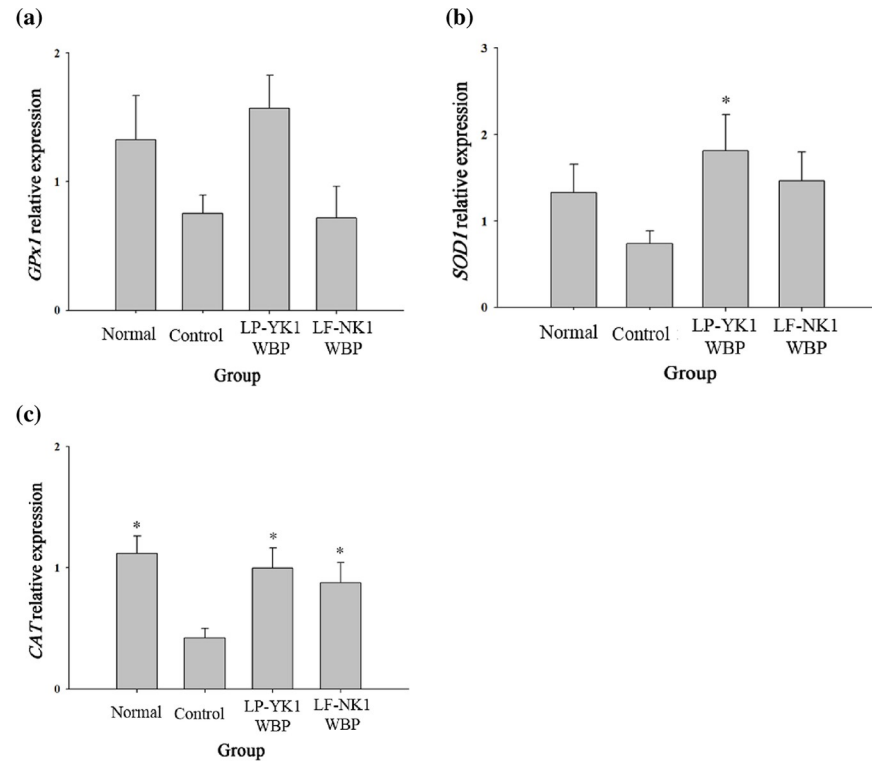 (a)
2
1
0
GPx1 relative expression
Normal
Control
LP-YK1
WBP
LF-NK1
WBP
Group
(b)
3
2
1
0
SOD1 relative expression
*
Normal
Control
LP-YK1
WBP
LF-NK1
WBP
Group
(c)
2
1
0
CAT relative expression
*
*
*
Normal
Control
LP-YK1
WBP
LF-NK1
WBP
Group